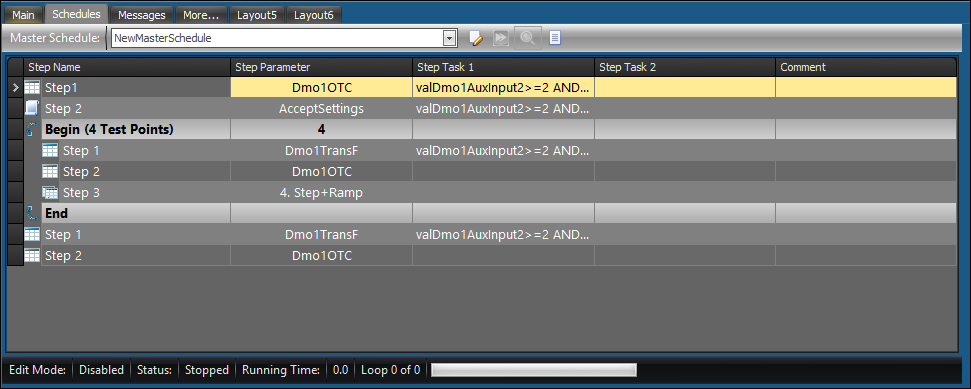 Main Schedules Messages More... Layout5 Layout6
Master Schedule: NewMasterSchedule
Step Name Step Parameter Step Task 1 Step Task 2 Comment
Step1 Dmo1OTC valDmo1AuxInput2>=2 AND...
Step 2 AcceptSettings valDmo1AuxInput2>=2 AND...
Begin (4 Test Points) 4
Step 1 Dmo1TransF valDmo1AuxInput2>=2 AND...
Step 2 Dmo1OTC
Step 3 4. Step+Ramp
End
Step 1 Dmo1TransF valDmo1AuxInput2>=2 AND...
Step 2 Dmo1OTC
Edit Mode: Disabled Status: Stopped Running Time: 0.0 Loop 0 of 0